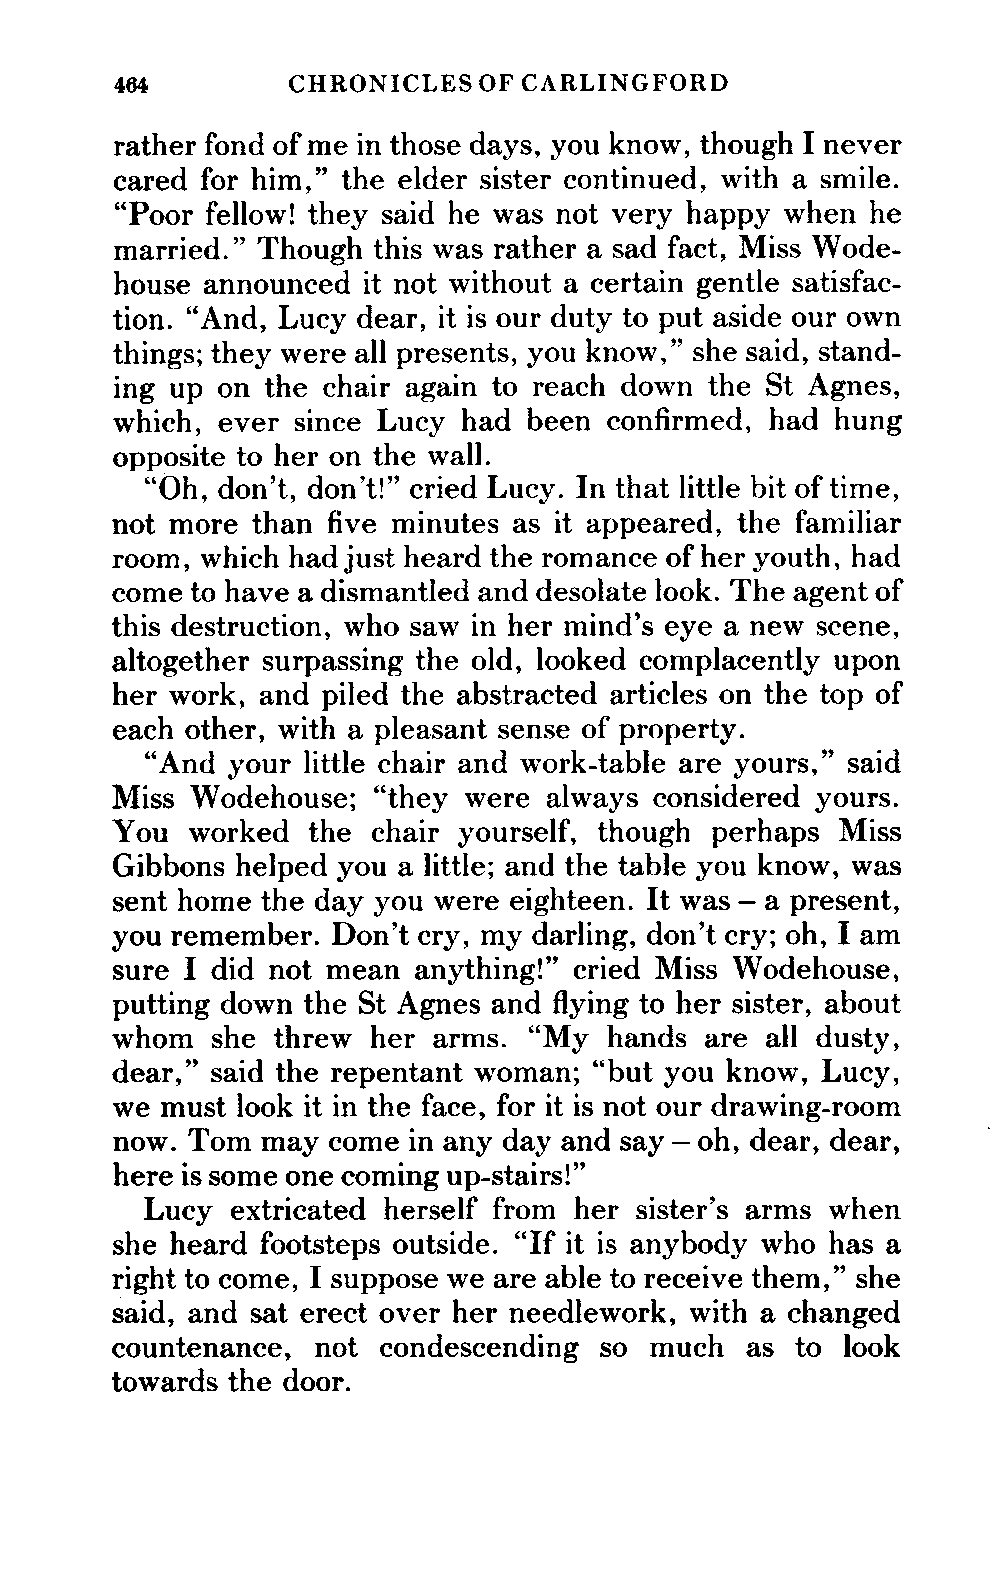 464 CHRONICLES OF CARLINGFORD
rather fond of me in those days, you know, though I never
cared for him,” the elder sister continued, with a smile.
“Poor fellow! they said he was not very happy when he
married.” Though this was rather a sad fact, Miss Wode-
house announced it not without a certain gentle satisfac-
tion. “And, Lucy dear, it is our duty to put aside our own
things; they were all presents, you know,” she said, stand-
ing up on the chair again to reach down the St Agnes,
which, ever since Lucy had been confirmed, had hung
opposite to her on the wall.
“Oh, don’t, don’t!” cried Lucy. In that little bit of time,
not more than five minutes as it appeared, the familiar
room, which had just heard the romance of her youth, had
come to have a dismantled and desolate look. The agent of
this destruction, who saw in her mind’s eye a new scene,
altogether surpassing the old, looked complacently upon
her work, and piled the abstracted articles on the top of
each other, with a pleasant sense of property.
“And your little chair and work-table are yours,” said
Miss Wodehouse; “they were always considered yours.
You worked the chair yourself, though perhaps Miss
Gibbons helped you a little; and the table you know, was
sent home the day you were eighteen. It was – a present,
you remember. Don’t cry, my darling, don’t cry; oh, I am
sure I did not mean anything!” cried Miss Wodehouse,
putting down the St Agnes and flying to her sister, about
whom she threw her arms. “My hands are all dusty,
dear,” said the repentant woman; “but you know, Lucy,
we must look it in the face, for it is not our drawing-room
now. Tom may come in any day and say – oh, dear, dear,
here is some one coming up-stairs!”
Lucy extricated herself from her sister’s arms when
she heard footsteps outside. “If it is anybody who has a
right to come, I suppose we are able to receive them,” she
said, and sat erect over her needlework, with a changed
countenance, not condescending so much as to look
towards the door.